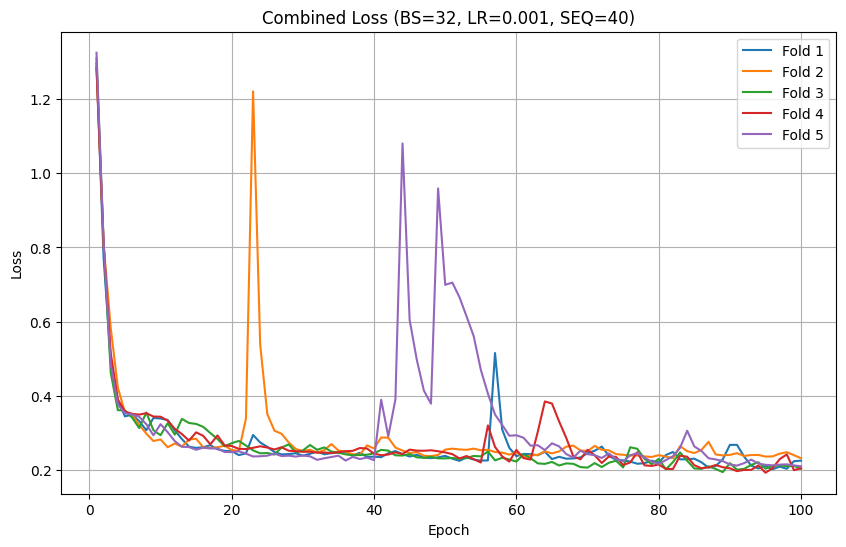 Combined Loss (BS=32, LR=0.001, SEQ=40)
Fold 1
Fold 2
Fold 3
Fold 4
Fold 5
Loss
1.2
1.0
0.8
0.6
0.4
0.2
0 20 40 60 80 100
Epoch